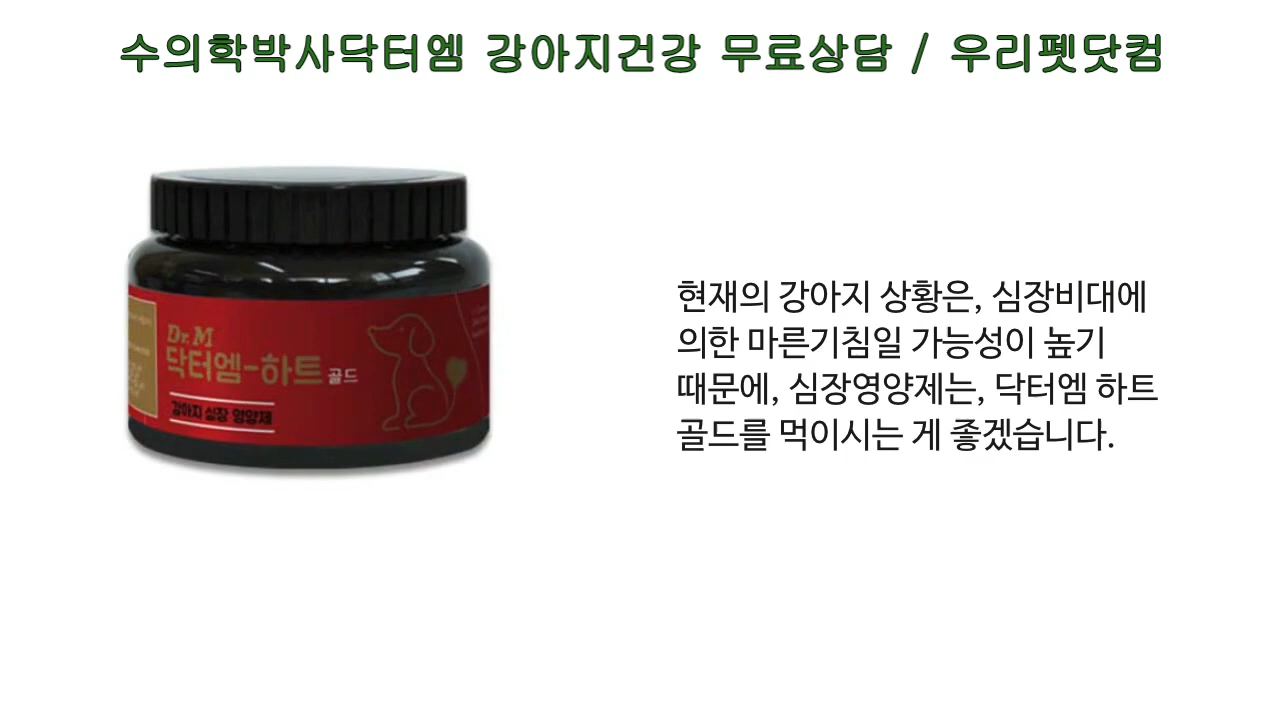 수의학박사닥터엠 강아지건강 무료상담 / 우리펫닷컴
Dr.M
닥터엠-하트 골드
강아지 심장 영양제
현재의 강아지 상황은, 심장비대에
의한 마른기침일 가능성이 높기
때문에, 심장영양제는, 닥터엠 하트
골드를 먹이시는 게 좋겠습니다.